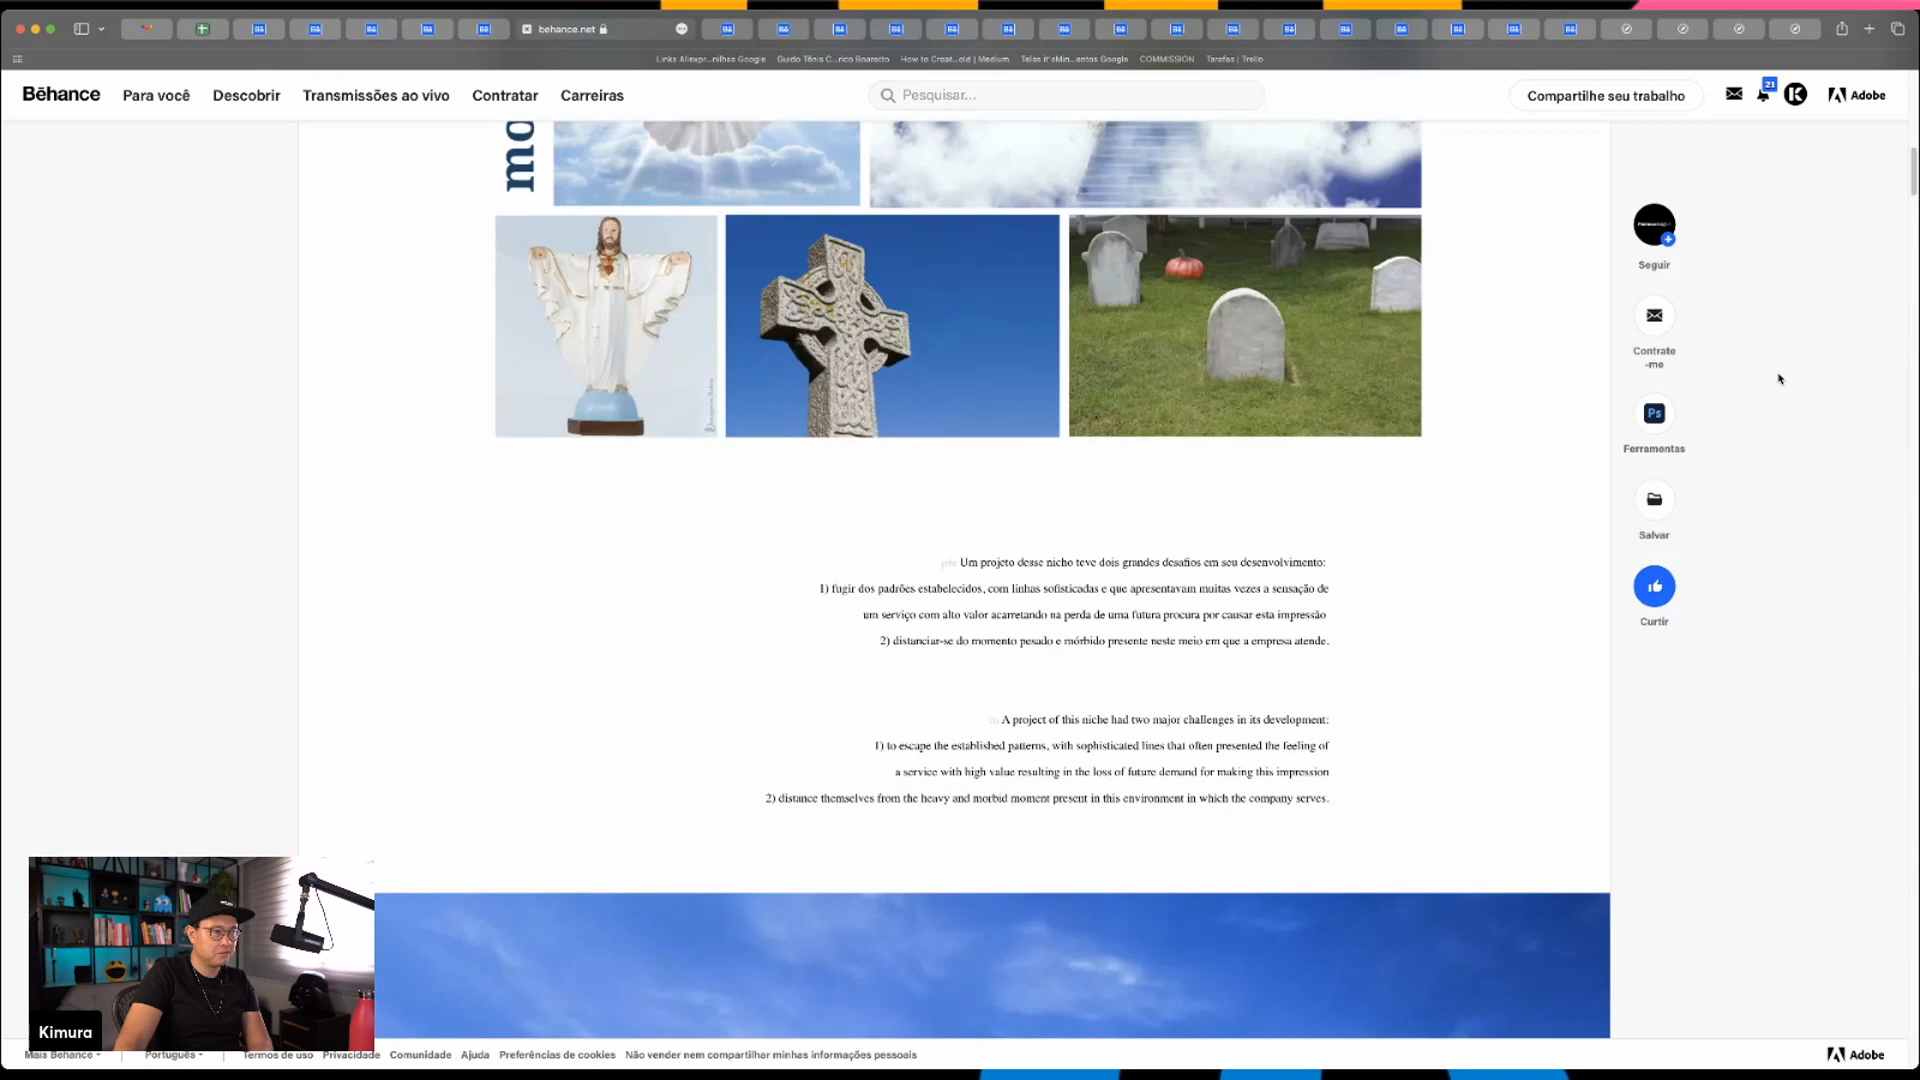 behance.net
Links Aliexpr...nilhas Google
Guido Tênis C...rico Boaretto
How to Creat...old | Medium
Telas it'sMin...entos Google
COMMISSION
Tarefas | Trello
Bēhance
Para você
Descobrir
Transmissões ao vivo
Contratar
Carreiras
Pesquisar...
Compartilhe seu trabalho
21
Adobe
mo
Seguir
Contrate
-me
Ps
Ferramentas
Salvar
Curtir
Um projeto desse nicho teve dois grandes desafios em seu desenvolvimento:
1) fugir dos padrões estabelecidos, com linhas sofisticadas e que apresentavam muitas vezes a sensação de
um serviço com alto valor acarretando na perda de uma futura procura por causar esta impressão
2) distanciar-se do momento pesado e mórbido presente neste meio em que a empresa atende.
A project of this niche had two major challenges in its development:
1) to escape the established patterns, with sophisticated lines that often presented the feeling of
a service with high value resulting in the loss of future demand for making this impression
2) distance themselves from the heavy and morbid moment present in this environment in which the company serves.
Kimura
Mais Behance
Português
Termos de uso
Privacidade
Comunidade
Ajuda
Preferências de cookies
Não vender nem compartilhar minhas informações pessoais
Adobe